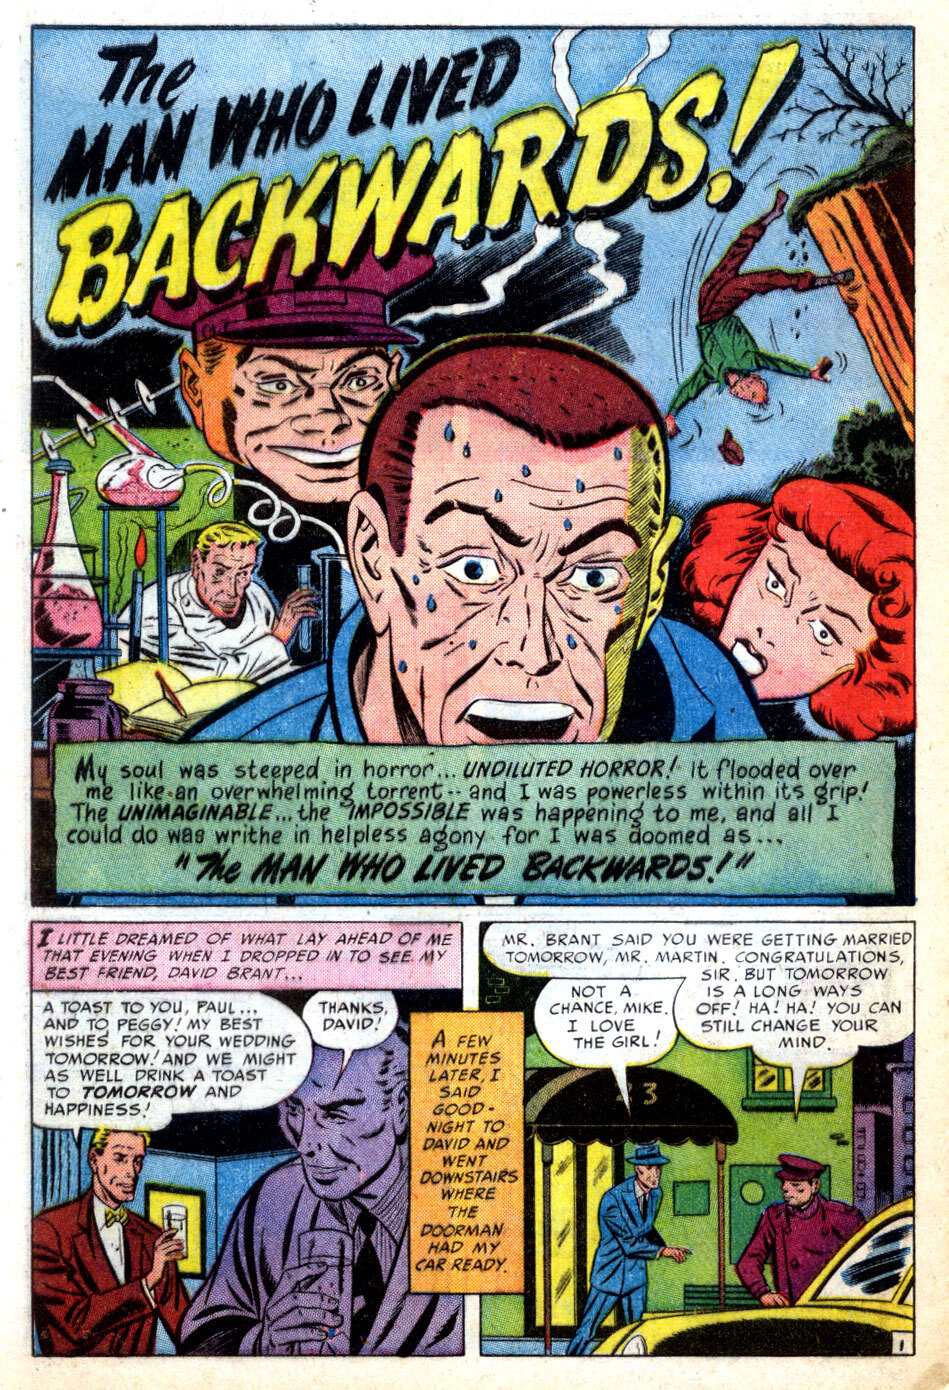 The
MAN WHO LIVED
BACKWARDS!
My soul was steeped in horror... UNDILUTED HORROR! It flooded over
me like an overwhelming torrent-- and I was powerless within its grip!
The UNIMAGINABLE... the IMPOSSIBLE was happening to me, and all I
could do was writhe in helpless agony for I was doomed as...
"The MAN WHO LIVED BACKWARDS!"
I LITTLE DREAMED OF WHAT LAY AHEAD OF ME
THAT EVENING WHEN I DROPPED IN TO SEE MY
BEST FRIEND, DAVID BRANT...
A TOAST TO YOU, PAUL...
AND TO PEGGY! MY BEST
WISHES FOR YOUR WEDDING
TOMORROW! AND WE MIGHT
AS WELL DRINK A TOAST
TO TOMORROW AND
HAPPINESS!
THANKS,
DAVID!
A FEW
MINUTES
LATER, I
SAID
GOOD-
NIGHT TO
DAVID AND
WENT
DOWNSTAIRS
WHERE
THE
DOORMAN
HAD MY
CAR READY.
MR. BRANT SAID YOU WERE GETTING MARRIED
TOMORROW, MR. MARTIN. CONGRATULATIONS,
SIR. BUT TOMORROW
IS A LONG WAYS
OFF! HA! HA! YOU CAN
STILL CHANGE YOUR
MIND.
NOT A
CHANCE, MIKE.
I LOVE
THE GIRL!
23
1